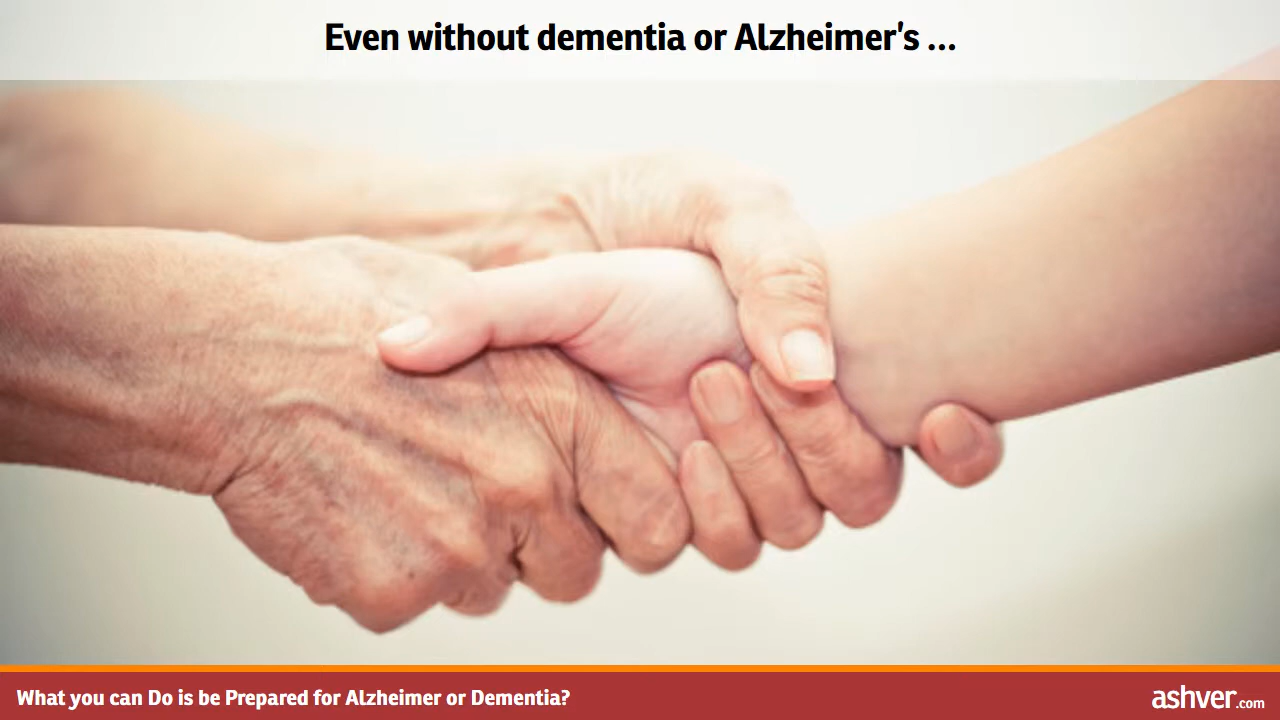 Even without dementia or Alzheimer's ...
What you can Do is be Prepared for Alzheimer or Dementia?
ashver.com